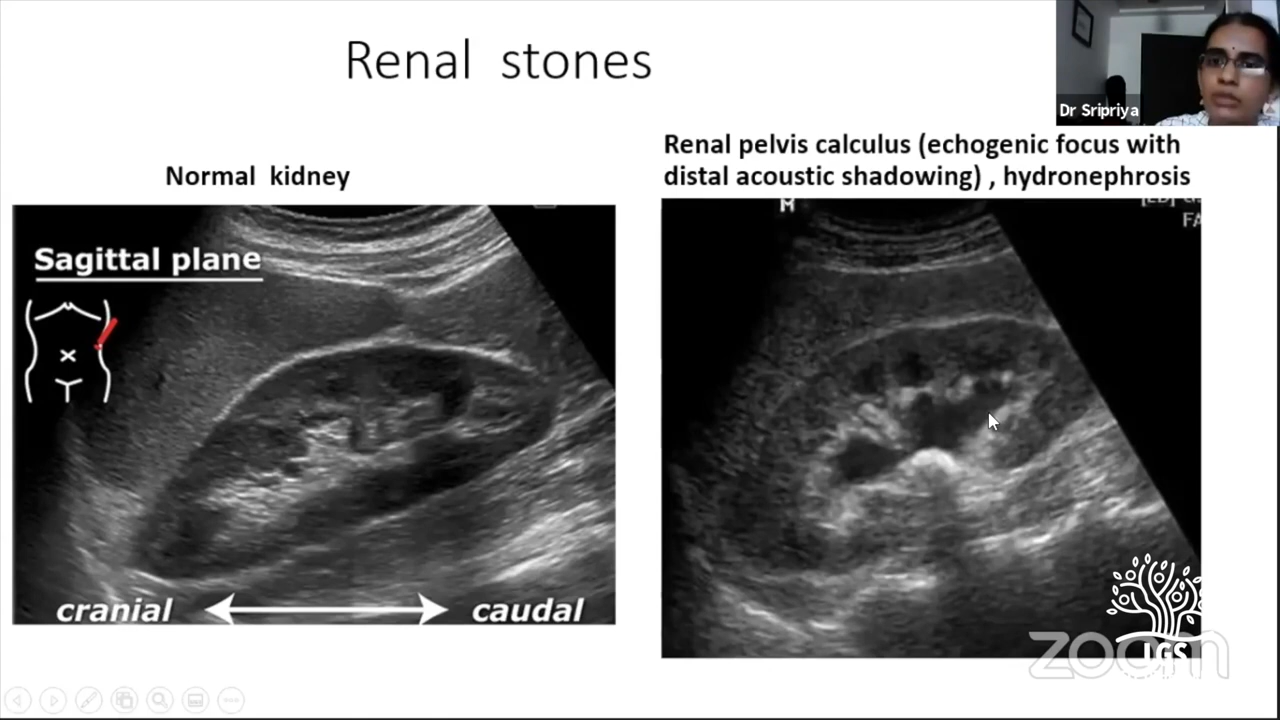 Renal stones
Dr Sripriya
Normal kidney
Renal pelvis calculus (echogenic focus with
distal acoustic shadowing) , hydronephrosis
Sagittal plane
cranial
caudal
M
FA
zoom